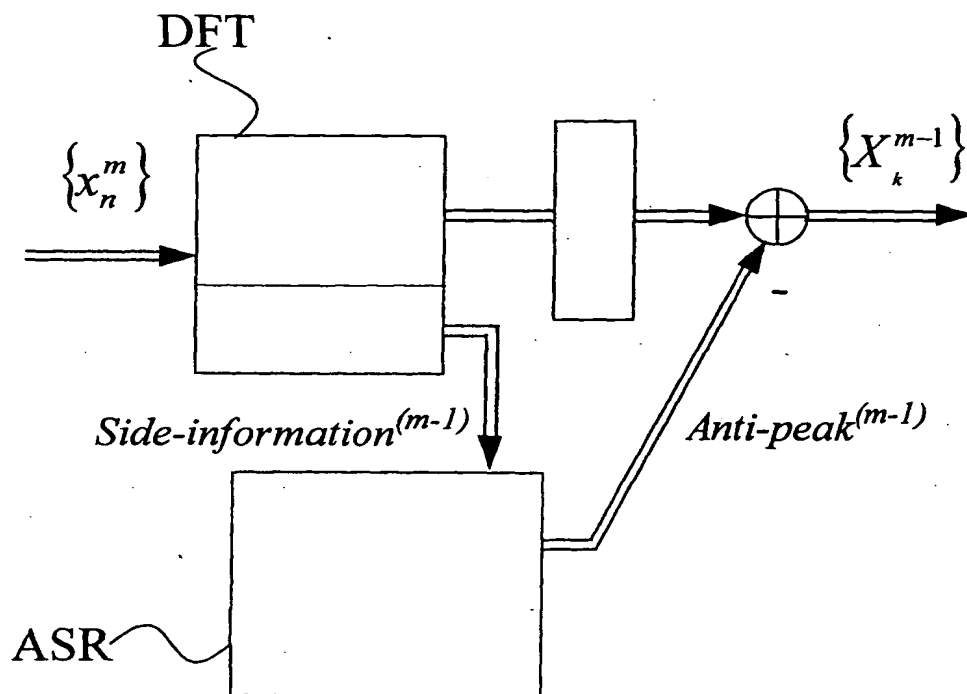 DFT
{x_n^m}
{X_k^{m-1}}
-
Side-information^(m-1)
Anti-peak^(m-1)
ASR